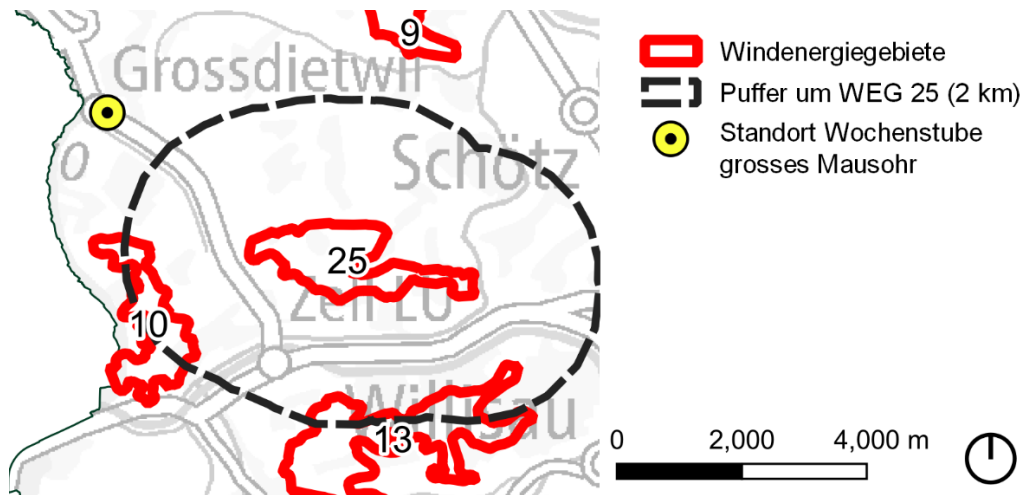 9
Grossdietwil
Schötz
25
Zell LU
10
Willisau
13
Windenergiegebiete
Puffer um WEG 25 (2 km)
Standort Wochenstube
grosses Mausohr
0 2,000 4,000 m